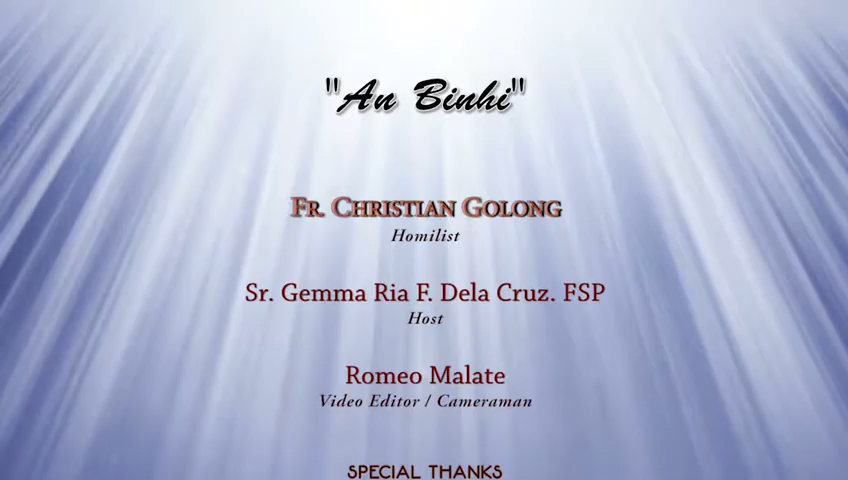 "An Binhi"
Fr. Christian Golong
Homilist
Sr. Gemma Ria F. Dela Cruz. FSP
Host
Romeo Malate
Video Editor / Cameraman
SPECIAL THANKS